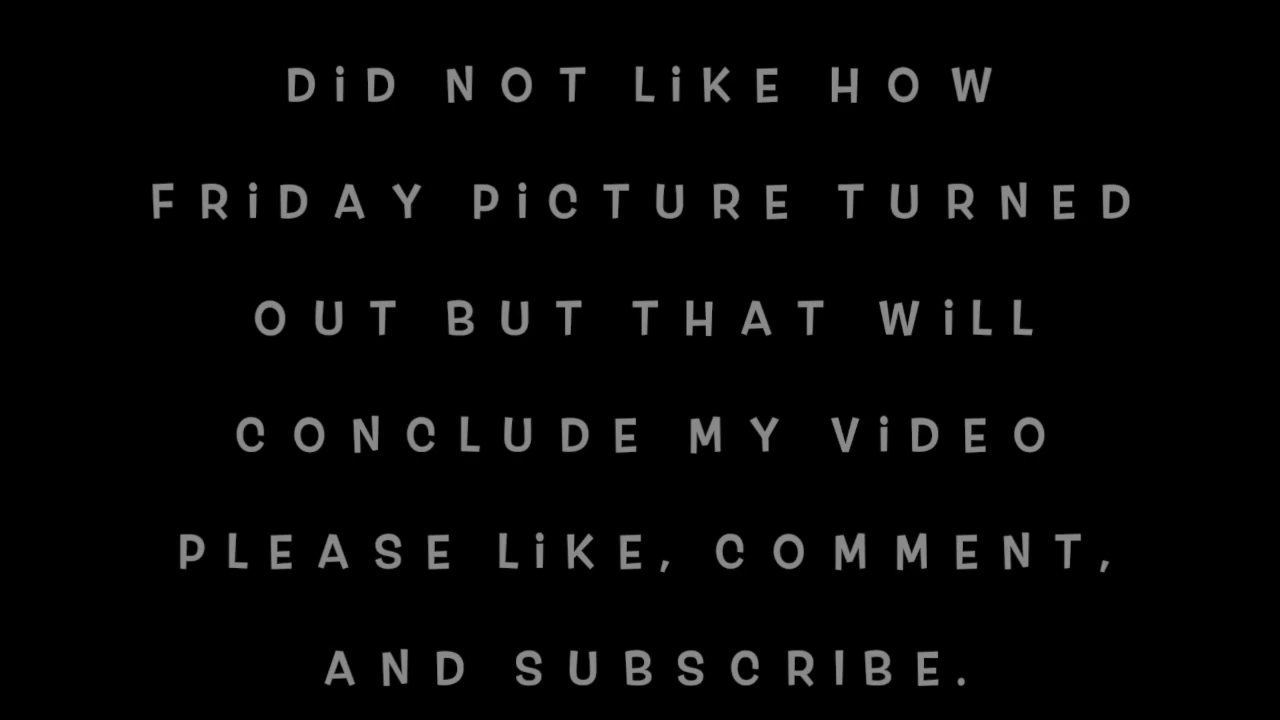 DiD NOT LiKE HOW
FRiDAY PiCTURE TURNED
OUT BUT THAT WiLL
CONCLUDE MY ViDEO
PLEASE LiKE, COMMENT,
AND SUBSCRIBE.